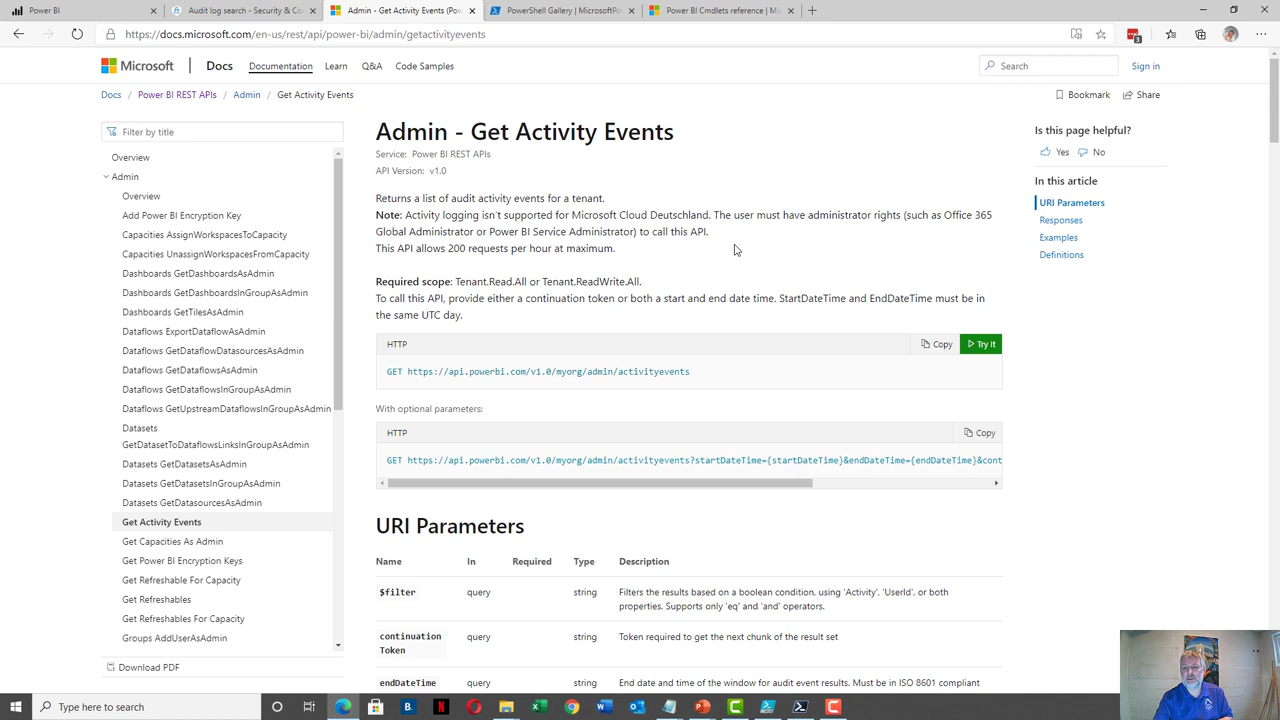 Power BI
Audit log search - Security & Co
Admin - Get Activity Events (Pow
PowerShell Gallery | MicrosoftPo
Power BI Cmdlets reference | Mic
https://docs.microsoft.com/en-us/rest/api/power-bi/admin/getactivityevents
3
Microsoft
Docs
Documentation
Learn
Q&A
Code Samples
Search
Sign in
Docs / Power BI REST APIs / Admin / Get Activity Events
Bookmark
Share
Filter by title
Overview
Admin
Overview
Add Power BI Encryption Key
Capacities AssignWorkspacesToCapacity
Capacities UnassignWorkspacesFromCapacity
Dashboards GetDashboardsAsAdmin
Dashboards GetDashboardsInGroupAsAdmin
Dashboards GetTilesAsAdmin
Dataflows ExportDataflowAsAdmin
Dataflows GetDataflowDatasourcesAsAdmin
Dataflows GetDataflowsAsAdmin
Dataflows GetDataflowsInGroupAsAdmin
Dataflows GetUpstreamDataflowsInGroupAsAdmin
Datasets
GetDatasetToDataflowsLinksInGroupAsAdmin
Datasets GetDatasetsAsAdmin
Datasets GetDatasetsInGroupAsAdmin
Datasets GetDatasourcesAsAdmin
Get Activity Events
Get Capacities As Admin
Get Power BI Encryption Keys
Get Refreshable For Capacity
Get Refreshables
Get Refreshables For Capacity
Groups AddUserAsAdmin
Download PDF
Admin - Get Activity Events
Service: Power BI REST APIs
API Version: v1.0
Returns a list of audit activity events for a tenant.
Note: Activity logging isn't supported for Microsoft Cloud Deutschland. The user must have administrator rights (such as Office 365
Global Administrator or Power BI Service Administrator) to call this API.
This API allows 200 requests per hour at maximum.
Required scope: Tenant.Read.All or Tenant.ReadWrite.All.
To call this API, provide either a continuation token or both a start and end date time. StartDateTime and EndDateTime must be in
the same UTC day.
HTTP
Copy
Try It
GET https://api.powerbi.com/v1.0/myorg/admin/activityevents
With optional parameters:
HTTP
Copy
GET https://api.powerbi.com/v1.0/myorg/admin/activityevents?startDateTime={startDateTime}&endDateTime={endDateTime}&cont
URI Parameters
Name In Required Type Description
$filter query string Filters the results based on a boolean condition, using 'Activity', 'UserId', or both
properties. Supports only 'eq' and 'and' operators.
continuation query string Token required to get the next chunk of the result set
Token
endDateTime query string End date and time of the window for audit event results. Must be in ISO 8601 compliant
Is this page helpful?
Yes
No
In this article
URI Parameters
Responses
Examples
Definitions
Type here to search